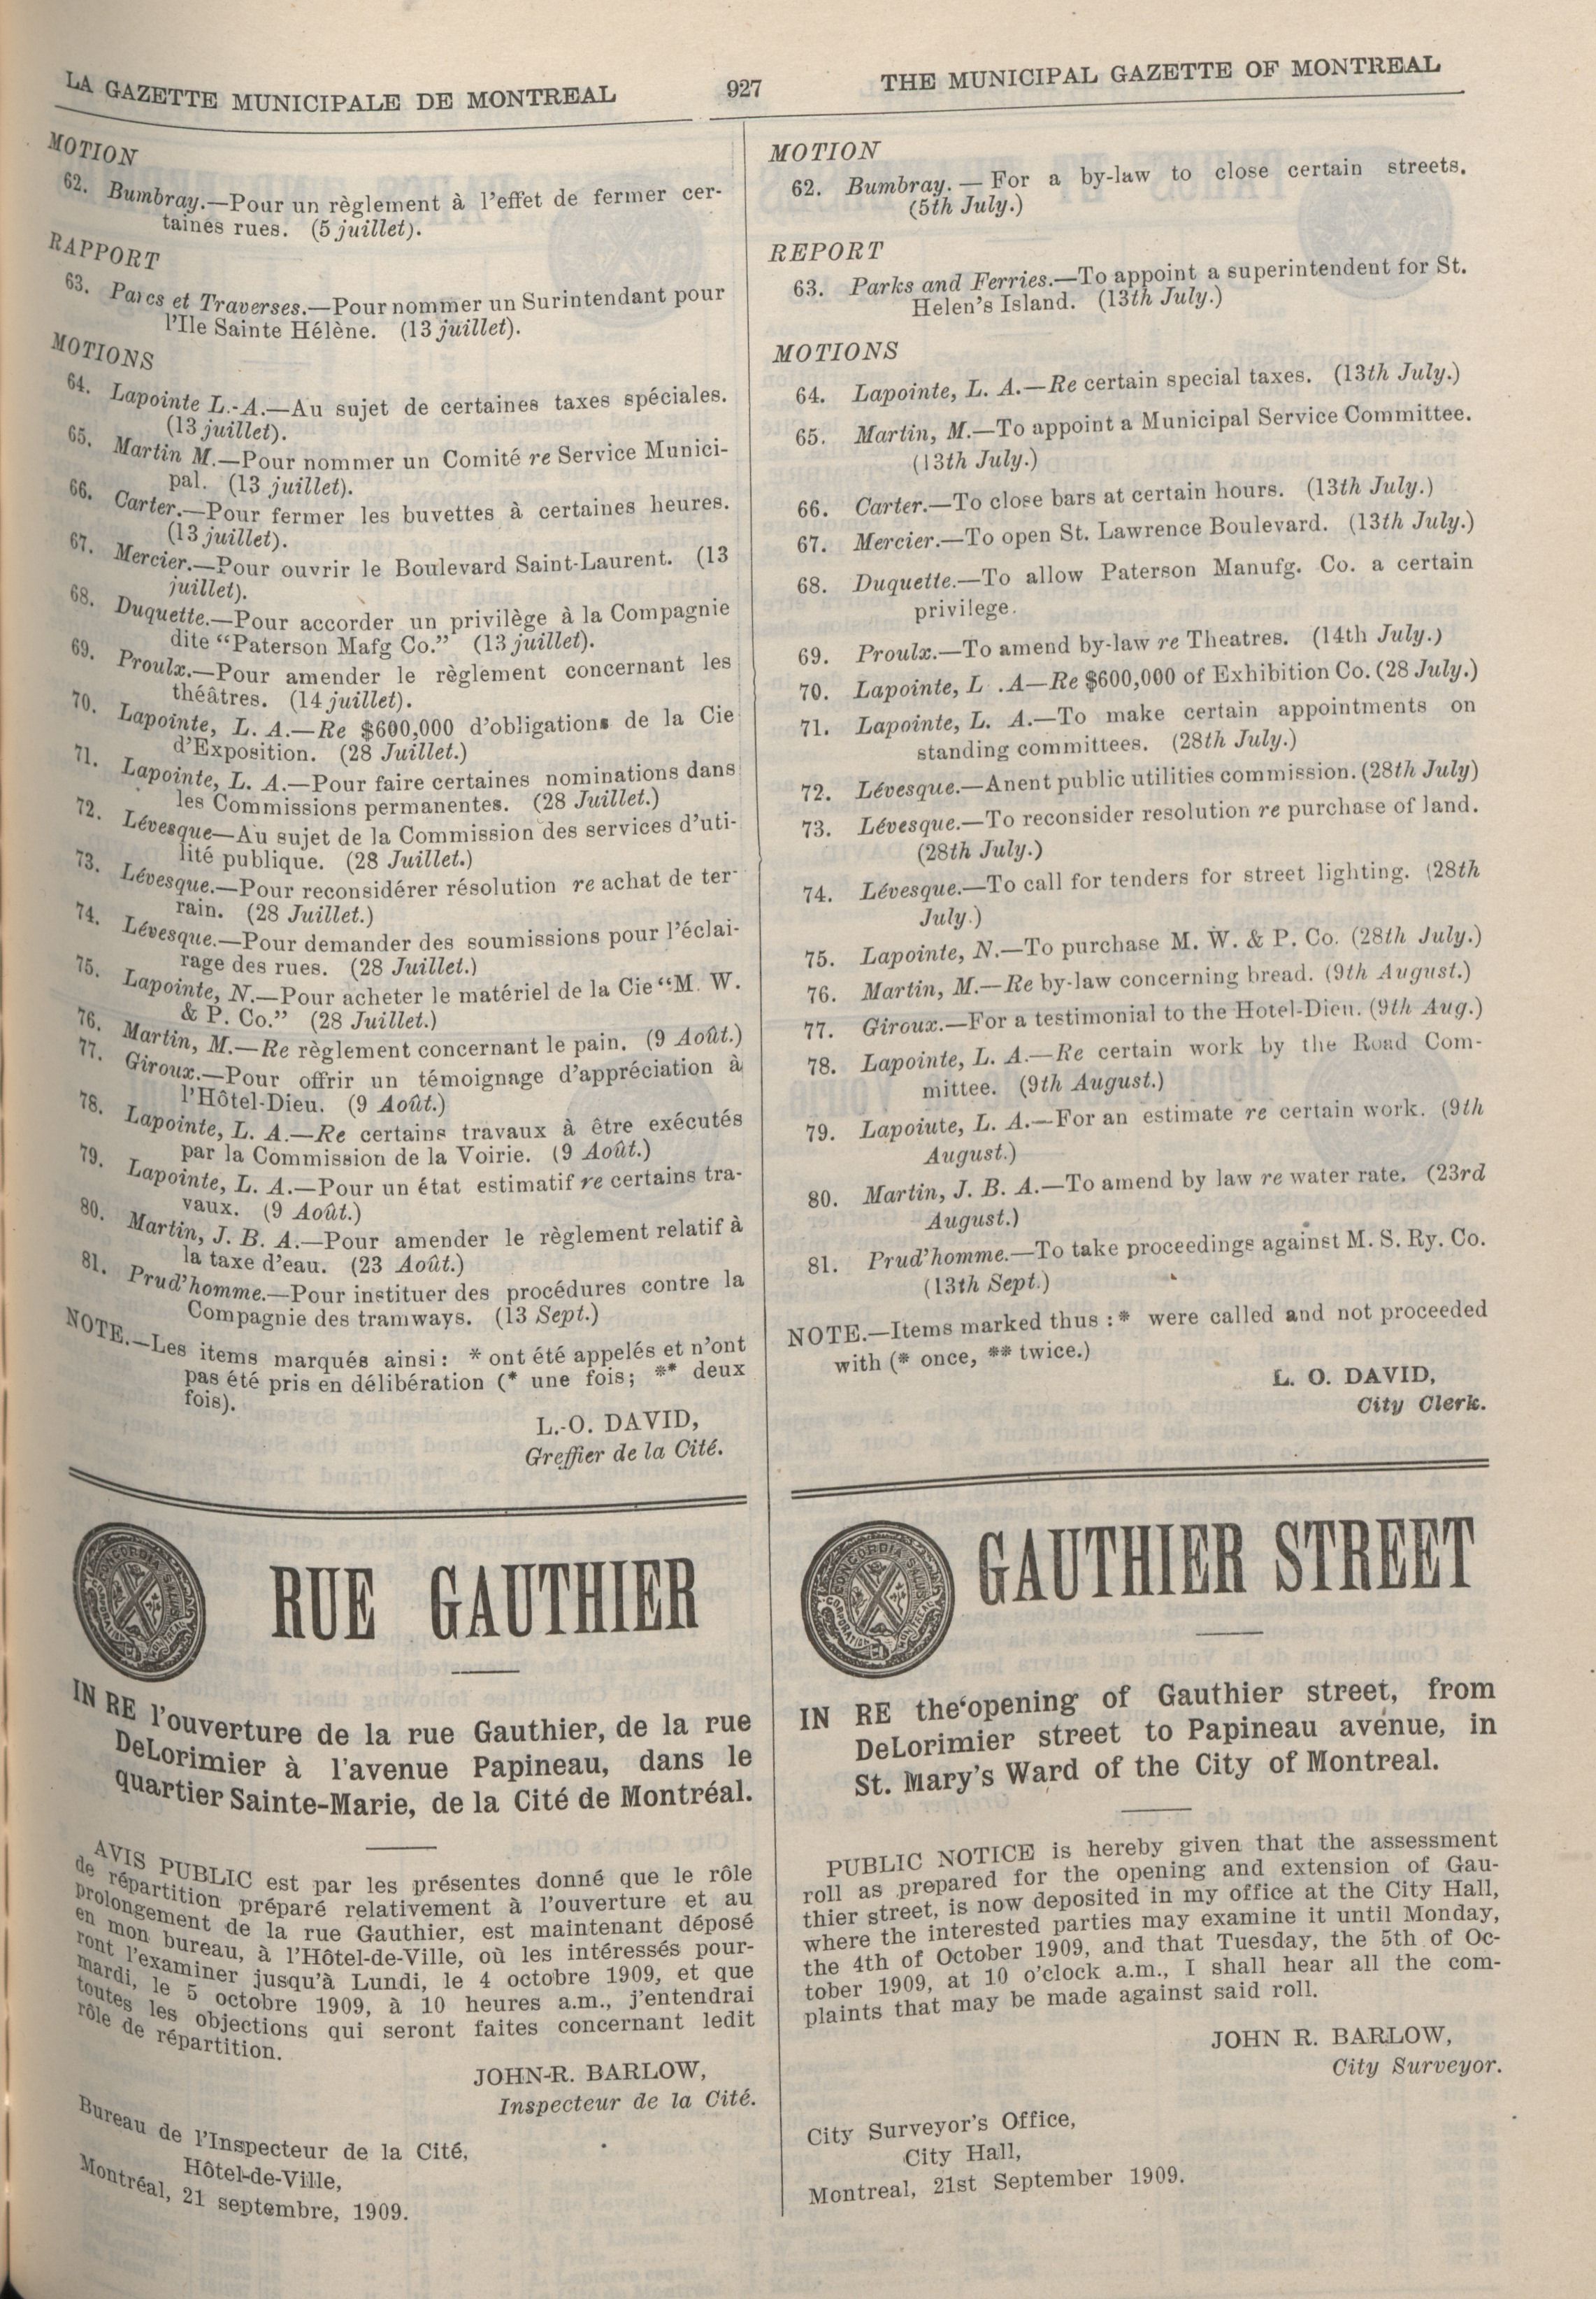 LA GAZETTE MUNICIPALE DE MONTREAL
927
THE MUNICIPAL GAZETTE OF MONTREAL
MOTION
62. Bumbray.—Pour un règlement à l'effet de fermer cer-
taines rues. (5 juillet).
RAPPORT
63. Parcs et Traverses.—Pour nommer un Surintendant pour
l'Ile Sainte Hélène. (13 juillet).
MOTIONS
64. Lapointe L.-A.—Au sujet de certaines taxes spéciales.
(13 juillet).
65. Martin M.—Pour nommer un Comité re Service Munici-
pal. (13 juillet).
66. Carter.—Pour fermer les buvettes à certaines heures.
(13 juillet).
67. Mercier.—Pour ouvrir le Boulevard Saint-Laurent. (13
juillet).
68. Duquette.—Pour accorder un privilège à la Compagnie
dite "Paterson Mafg Co." (13 juillet).
69. Proulx.—Pour amender le règlement concernant les
théâtres. (14 juillet).
70. Lapointe, L. A.—Re $600,000 d'obligations de la Cie
d'Exposition. (28 Juillet.)
71. Lapointe, L. A.—Pour faire certaines nominations dans
les Commissions permanentes. (28 Juillet.)
72. Lévesque—Au sujet de la Commission des services d'uti-
lité publique. (28 Juillet.)
73. Lévesque.—Pour reconsidérer résolution re achat de ter-
rain. (28 Juillet.)
74. Lévesque.—Pour demander des soumissions pour l'éclai-
rage des rues. (28 Juillet.)
75. Lapointe, N.—Pour acheter le matériel de la Cie "M. W.
& P. Co." (28 Juillet.)
76. Martin, M.—Re règlement concernant le pain. (9 Août.)
77. Giroux.—Pour offrir un témoignage d'appréciation à
l'Hôtel-Dieu. (9 Août.)
78. Lapointe, L. A.—Re certains travaux à être exécutés
par la Commission de la Voirie. (9 Août.)
79. Lapointe, L. A.—Pour un état estimatif re certains tra-
vaux. (9 Août.)
80. Martin, J. B. A.—Pour amender le règlement relatif à
la taxe d'eau. (23 Août.)
81. Prud'homme.—Pour instituer des procédures contre la
Compagnie des tramways. (13 Sept.)
NOTE.—Les items marqués ainsi: * ont été appelés et n'ont
pas été pris en délibération (* une fois; ** deux
fois).
L.-O. DAVID,
Greffier de la Cité.
RUE GAUTHIER
IN RE l'ouverture de la rue Gauthier, de la rue
DeLorimier à l'avenue Papineau, dans le
quartier Sainte-Marie, de la Cité de Montréal.
AVIS PUBLIC est par les présentes donné que le rôle
de répartition préparé relativement à l'ouverture et au
prolongement de la rue Gauthier, est maintenant déposé
en mon bureau, à l'Hôtel-de-Ville, où les intéressés pour-
ront l'examiner jusqu'à Lundi, le 4 octobre 1909, et que
mardi, le 5 octobre 1909, à 10 heures a.m., j'entendrai
toutes les objections qui seront faites concernant ledit
rôle de répartition.
JOHN-R. BARLOW,
Inspecteur de la Cité.
Bureau de l'Inspecteur de la Cité,
Hôtel-de-Ville,
Montréal, 21 septembre, 1909.
MOTION
62. Bumbray. — For a by-law to close certain streets.
(5th July.)
REPORT
63. Parks and Ferries.—To appoint a superintendent for St.
Helen's Island. (13th July.)
MOTIONS
64. Lapointe, L. A.—Re certain special taxes. (13th July.)
65. Martin, M.—To appoint a Municipal Service Committee.
(13th July.)
66. Carter.—To close bars at certain hours. (13th July.)
67. Mercier.—To open St. Lawrence Boulevard. (13th July.)
68. Duquette.—To allow Paterson Manufg. Co. a certain
privilege.
69. Proulx.—To amend by-law re Theatres. (14th July.)
70. Lapointe, L .A—Re $600,000 of Exhibition Co. (28 July.)
71. Lapointe, L. A.—To make certain appointments on
standing committees. (28th July.)
72. Lévesque.—Anent public utilities commission. (28th July)
73. Lévesque.—To reconsider resolution re purchase of land.
(28th July.)
74. Lévesque.—To call for tenders for street lighting. (28th
July.)
75. Lapointe, N.—To purchase M. W. & P. Co. (28th July.)
76. Martin, M.—Re by-law concerning bread. (9th August.)
77. Giroux.—For a testimonial to the Hotel-Dieu. (9th Aug.)
78. Lapointe, L. A.—Re certain work by the Road Com-
mittee. (9th August.)
79. Lapoiute, L. A.—For an estimate re certain work. (9th
August.)
80. Martin, J. B. A.—To amend by law re water rate. (23rd
August.)
81. Prud'homme.—To take proceedings against M. S. Ry. Co.
(13th Sept.)
NOTE.—Items marked thus : * were called and not proceeded
with (* once, ** twice.)
L. O. DAVID,
City Clerk.
GAUTHIER STREET
IN RE the opening of Gauthier street, from
DeLorimier street to Papineau avenue, in
St. Mary's Ward of the City of Montreal.
PUBLIC NOTICE is hereby given that the assessment
roll as prepared for the opening and extension of Gau-
thier street, is now deposited in my office at the City Hall,
where the interested parties may examine it until Monday,
the 4th of October 1909, and that Tuesday, the 5th of Oc-
tober 1909, at 10 o'clock a.m., I shall hear all the com-
plaints that may be made against said roll.
JOHN R. BARLOW,
City Surveyor.
City Surveyor's Office,
City Hall,
Montreal, 21st September 1909.